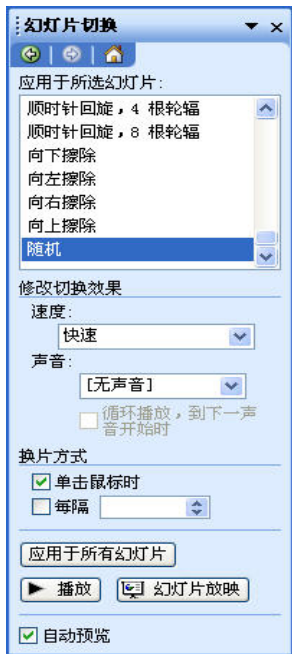 幻灯片切换
应用于所选幻灯片:
顺时针回旋，4 根轮辐
顺时针回旋，8 根轮辐
向下擦除
向左擦除
向右擦除
向上擦除
随机
修改切换效果
速度:
快速
声音:
[无声音]
循环播放，到下一声
音开始时
换片方式
单击鼠标时
每隔
应用于所有幻灯片
播放 幻灯片放映
自动预览